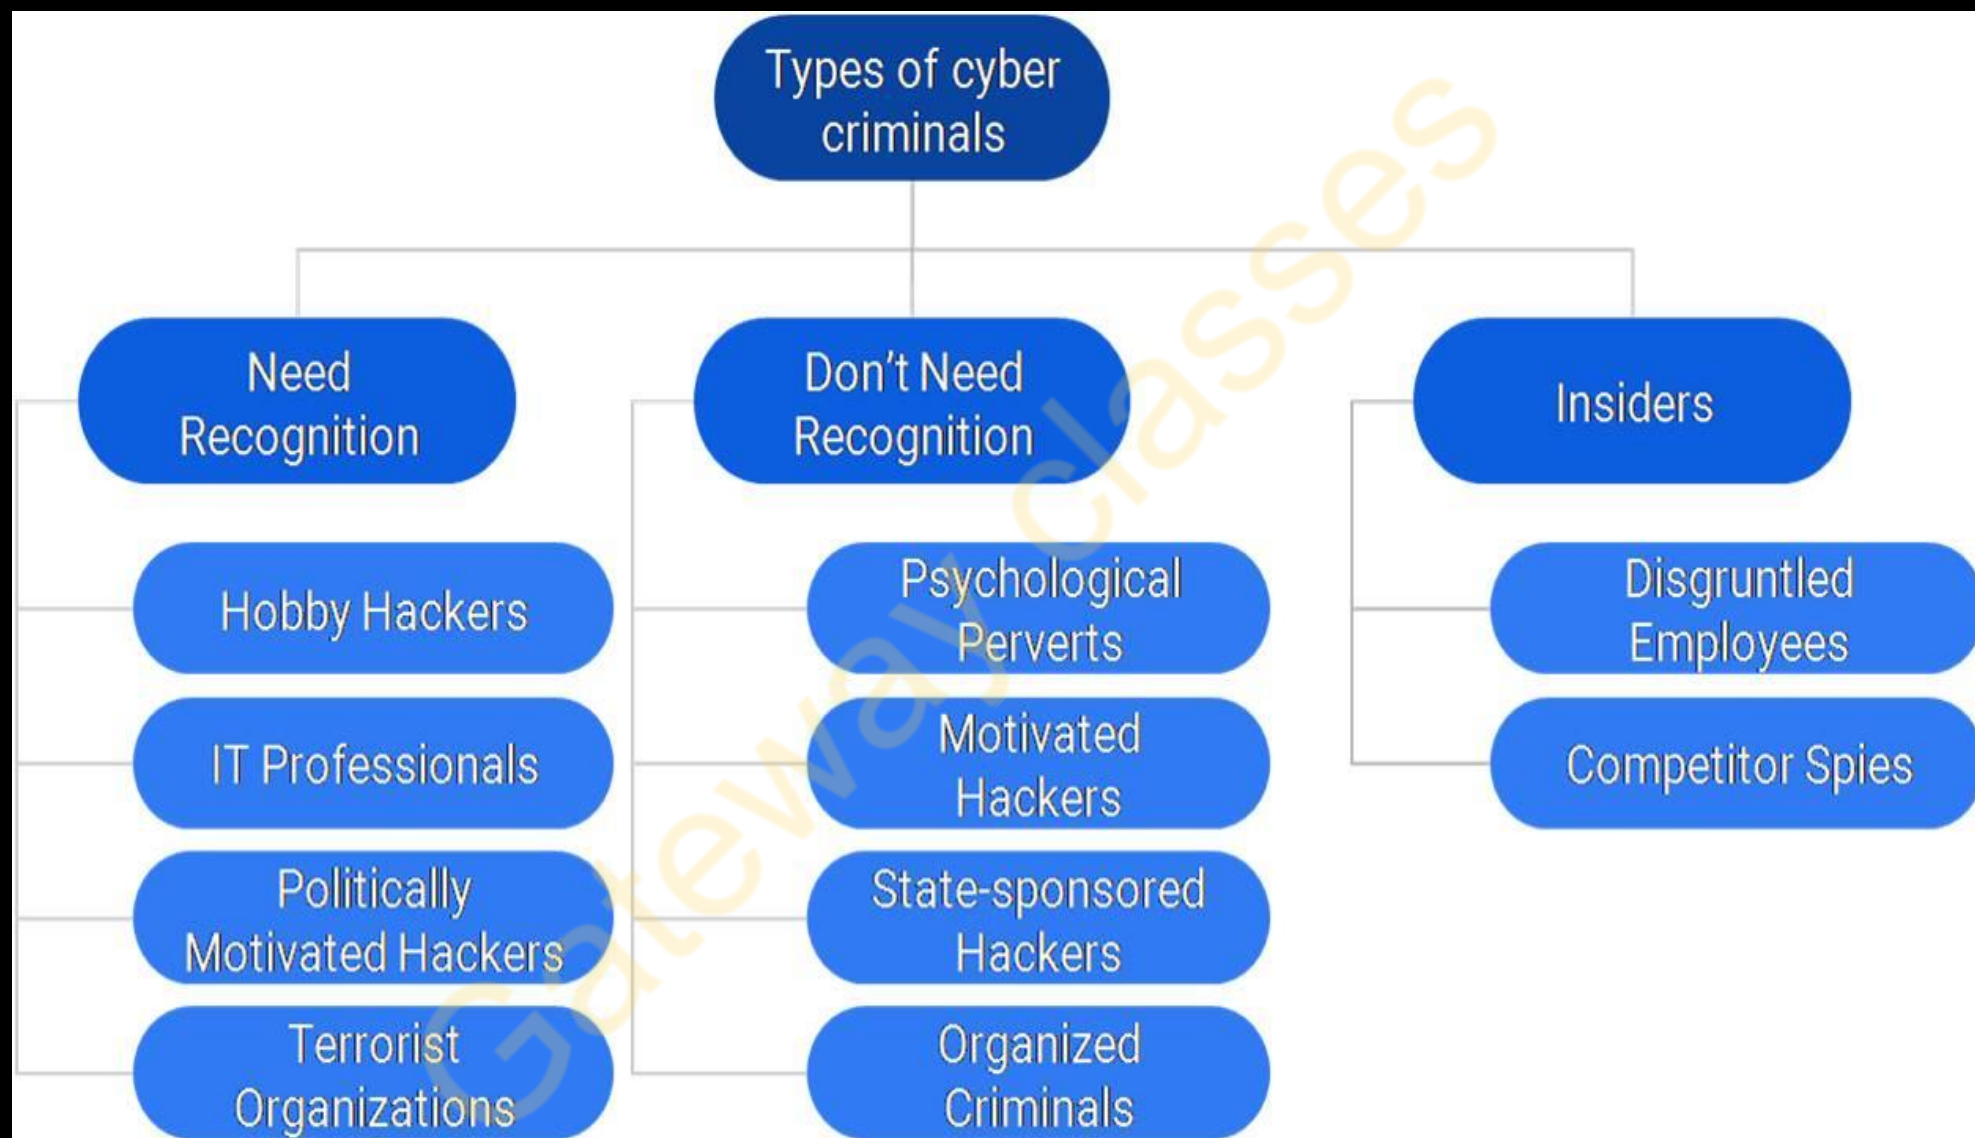 Types of cyber
criminals
Need
Recognition
Hobby Hackers
IT Professionals
Politically
Motivated Hackers
Terrorist
Organizations
Don't Need
Recognition
Psychological
Perverts
Motivated
Hackers
State-sponsored
Hackers
Organized
Criminals
Insiders
Disgruntled
Employees
Competitor Spies
Gateway classes